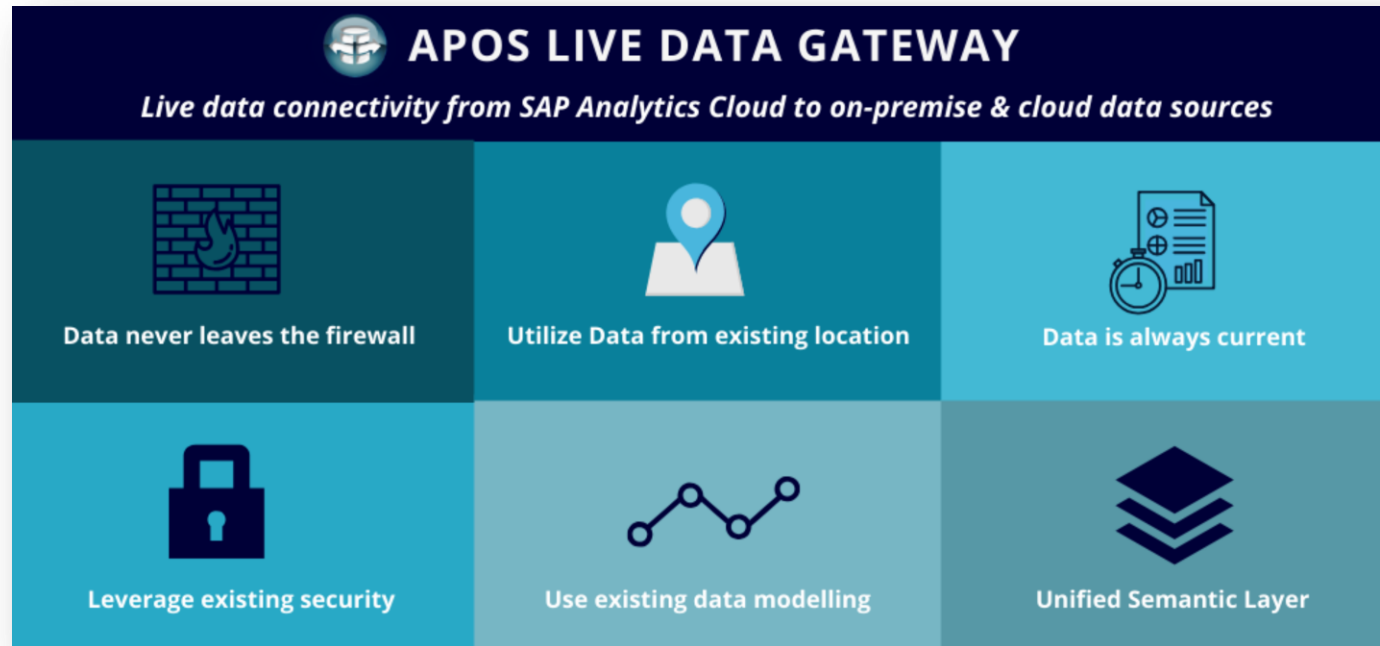 APOS LIVE DATA GATEWAY
Live data connectivity from SAP Analytics Cloud to on-premise & cloud data sources
Data never leaves the firewall
Utilize Data from existing location
Data is always current
Leverage existing security
Use existing data modelling
Unified Semantic Layer